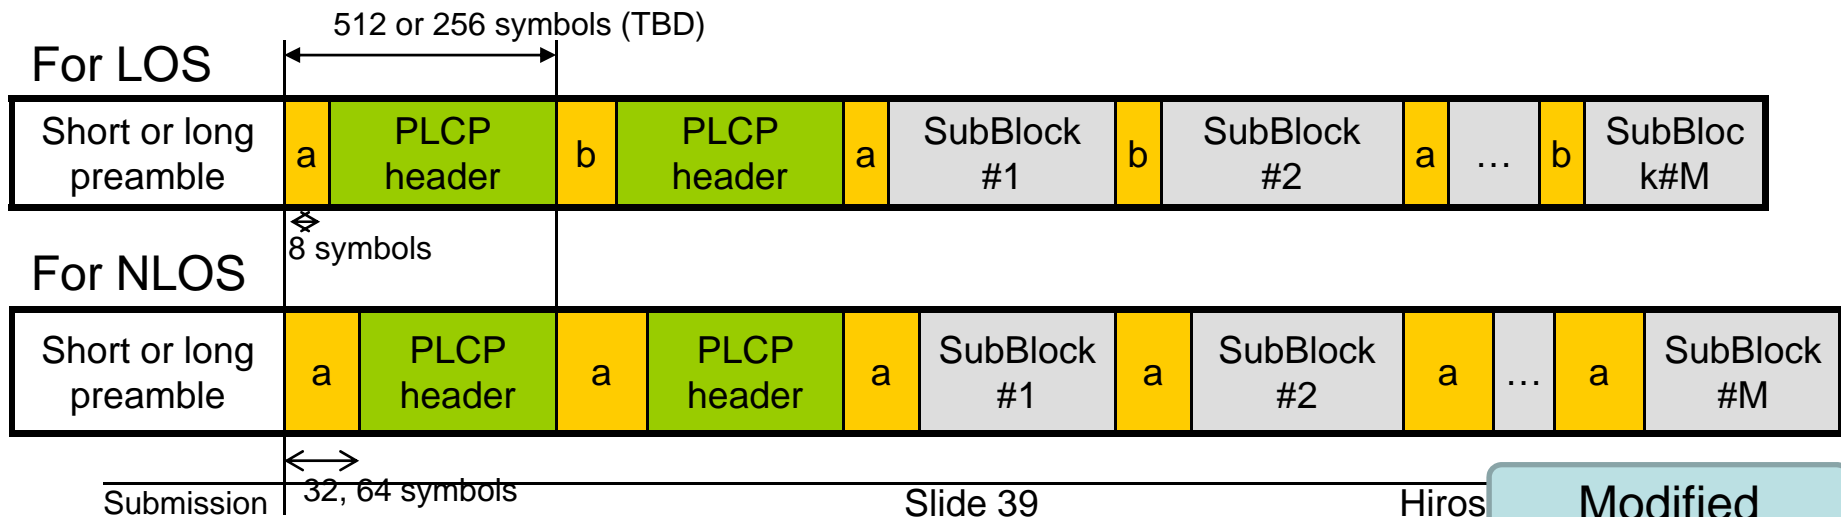 512 or 256 symbols (TBD)
For LOS
Short or long
preamble
a
PLCP
header
b
PLCP
header
a
SubBlock
#1
b
SubBlock
#2
a
...
b
SubBloc
k#M
8 symbols
For NLOS
Short or long
preamble
a
PLCP
header
a
PLCP
header
a
SubBlock
#1
a
SubBlock
#2
a
...
a
SubBlock
#M
32, 64 symbols
Submission
Slide 39
Hiros
Modified